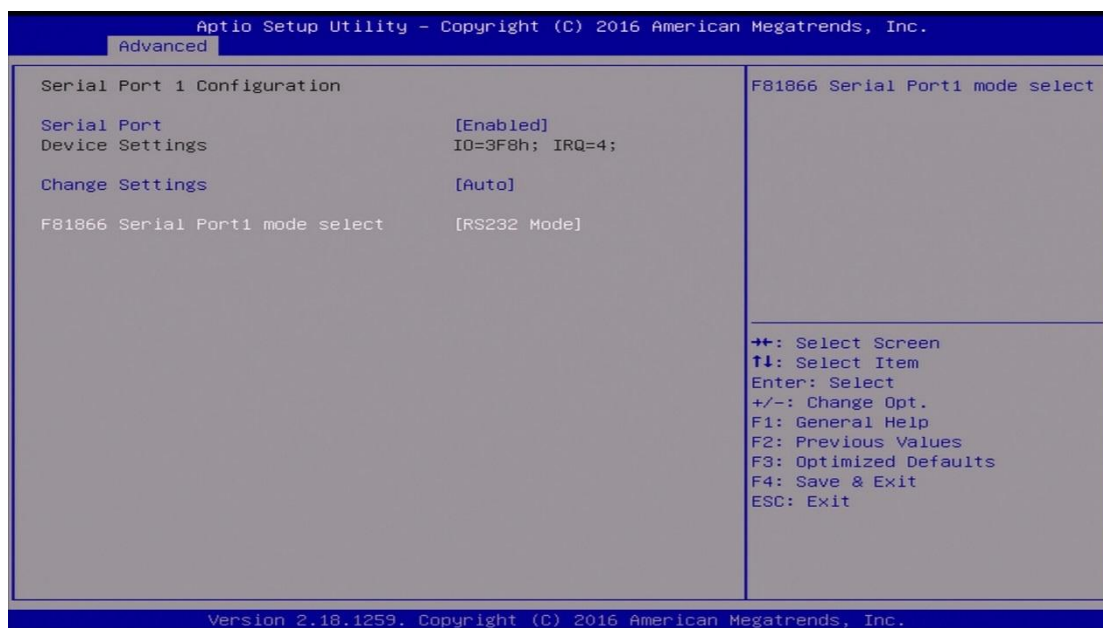 Aptio Setup Utility – Copyright (C) 2016 American Megatrends, Inc.
Advanced
Serial Port 1 Configuration
Serial Port [Enabled]
Device Settings IO=3F8h; IRQ=4;
Change Settings [Auto]
F81866 Serial Port1 mode select [RS232 Mode]
F81866 Serial Port1 mode select
→←: Select Screen
↑↓: Select Item
Enter: Select
+/-: Change Opt.
F1: General Help
F2: Previous Values
F3: Optimized Defaults
F4: Save & Exit
ESC: Exit
Version 2.18.1259. Copyright (C) 2016 American Megatrends, Inc.